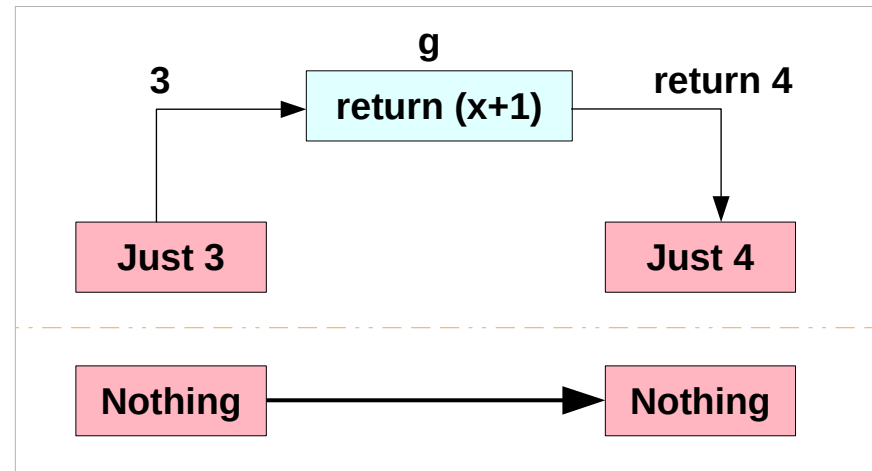 g
3
return (x+1)
return 4
Just 3
Just 4
Nothing
Nothing